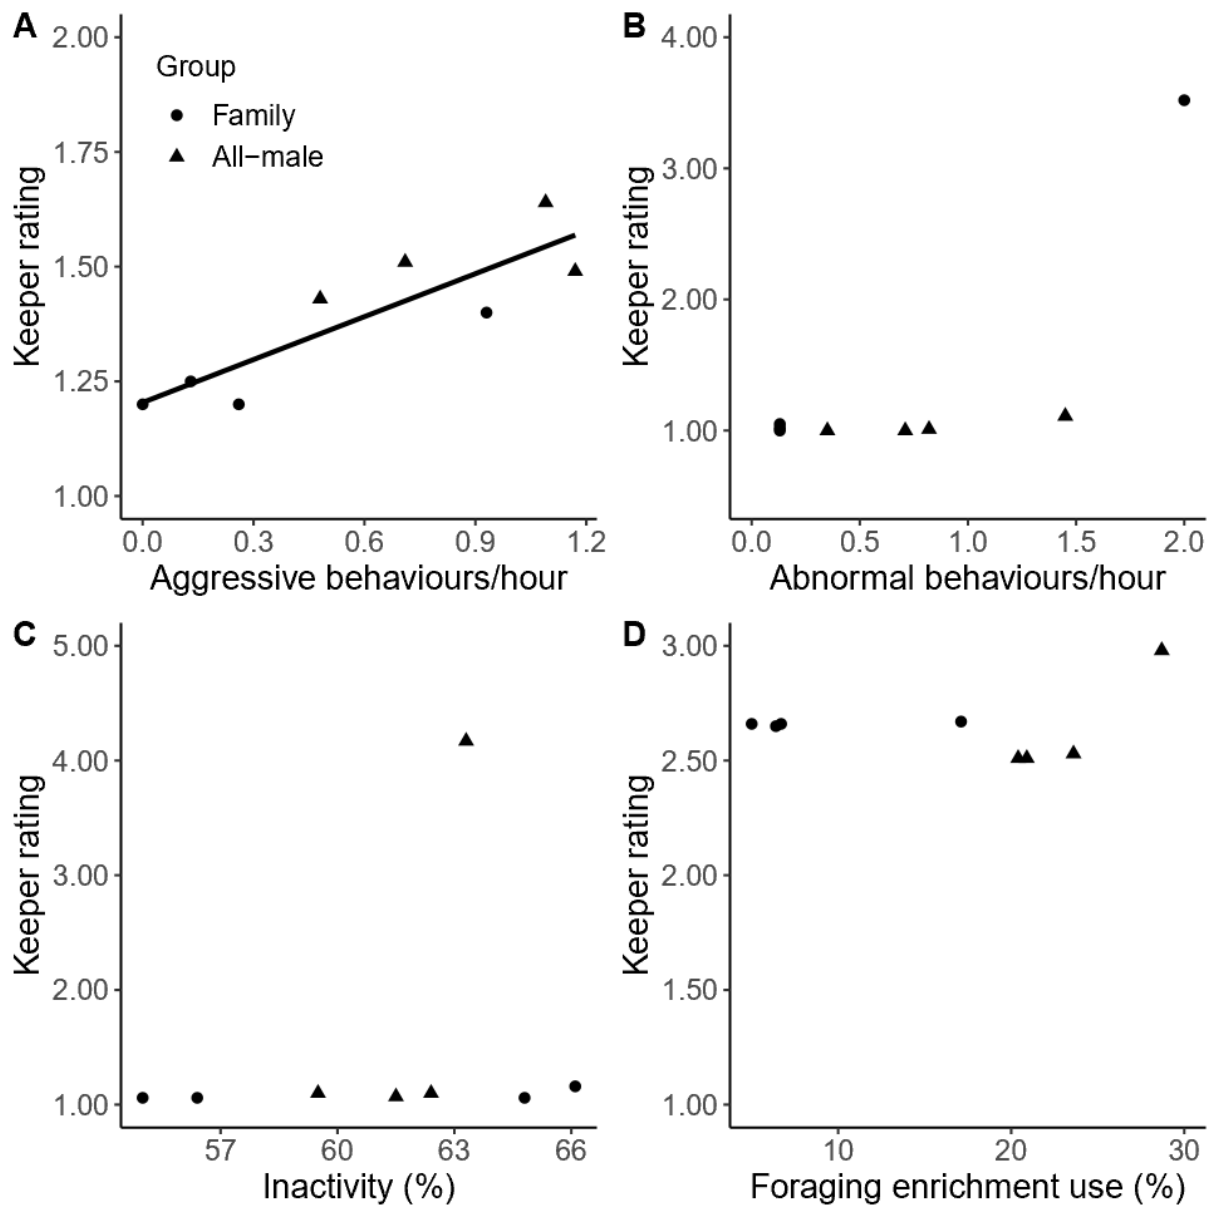 A
Keeper rating
2.00
1.75
1.50
1.25
1.00
Group
Family
All−male
0.0 0.3 0.6 0.9 1.2
Aggressive behaviours/hour
B
Keeper rating
4.00
3.00
2.00
1.00
0.0 0.5 1.0 1.5 2.0
Abnormal behaviours/hour
C
Keeper rating
5.00
4.00
3.00
2.00
1.00
57 60 63 66
Inactivity (%)
D
Keeper rating
3.00
2.50
2.00
1.50
1.00
10 20 30
Foraging enrichment use (%)